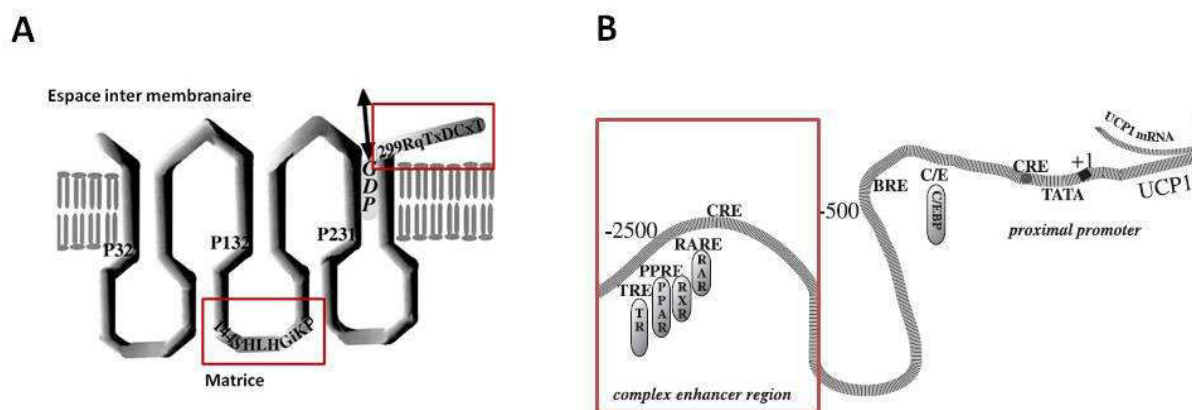 A
Espace inter membranaire
299RqTxDCxT
GDP
P32
P132
P231
144SHLHGiKP
Matrice
B
UCP1 mRNA
CRE
+1
C/E
BRE
C/EBP
TATA
UCP1
-500
proximal promoter
CRE
-2500
RARE
RAR
PPRE
TRE
PPAR
RXR
TR
complex enhancer region